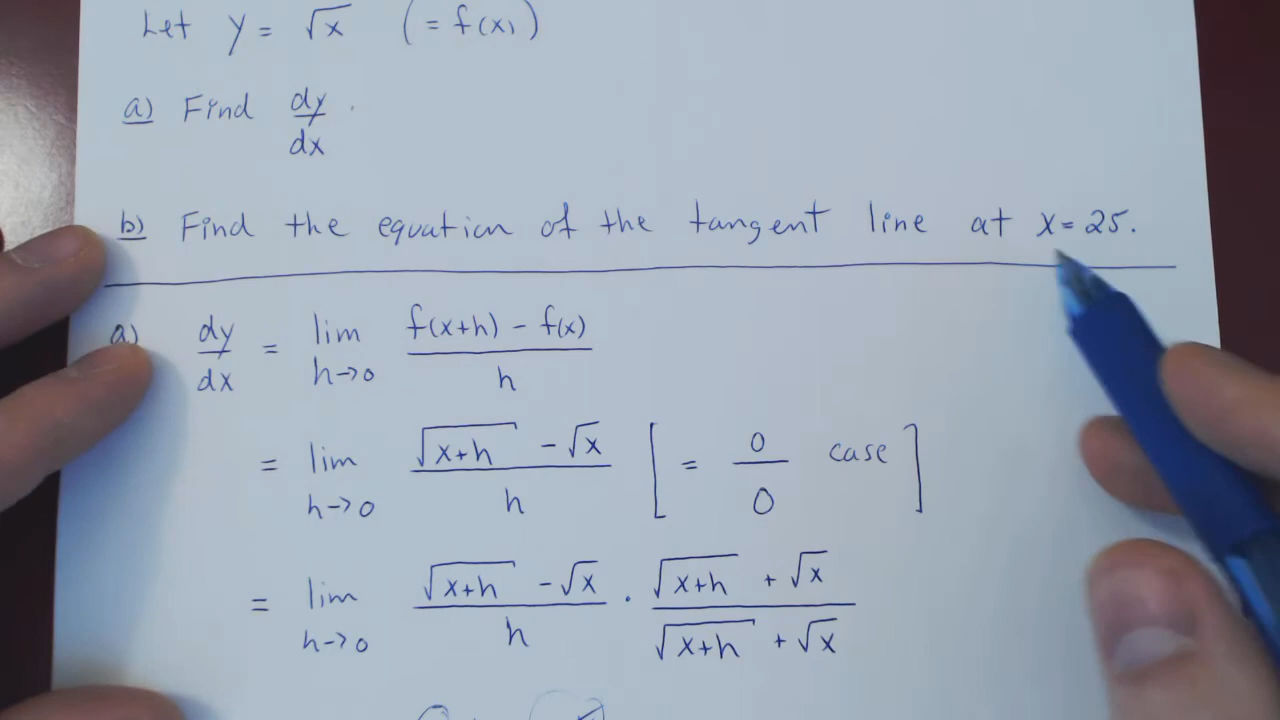 Let y = √x (= f(x))
a) Find dy/dx.
b) Find the equation of the tangent line at x = 25.
a) dy/dx = lim h→0 (f(x+h) − f(x))/h
= lim h→0 (√(x+h) − √x)/h [= 0/0 case]
= lim h→0 (√(x+h) − √x)/h · (√(x+h) + √x)/(√(x+h) + √x)